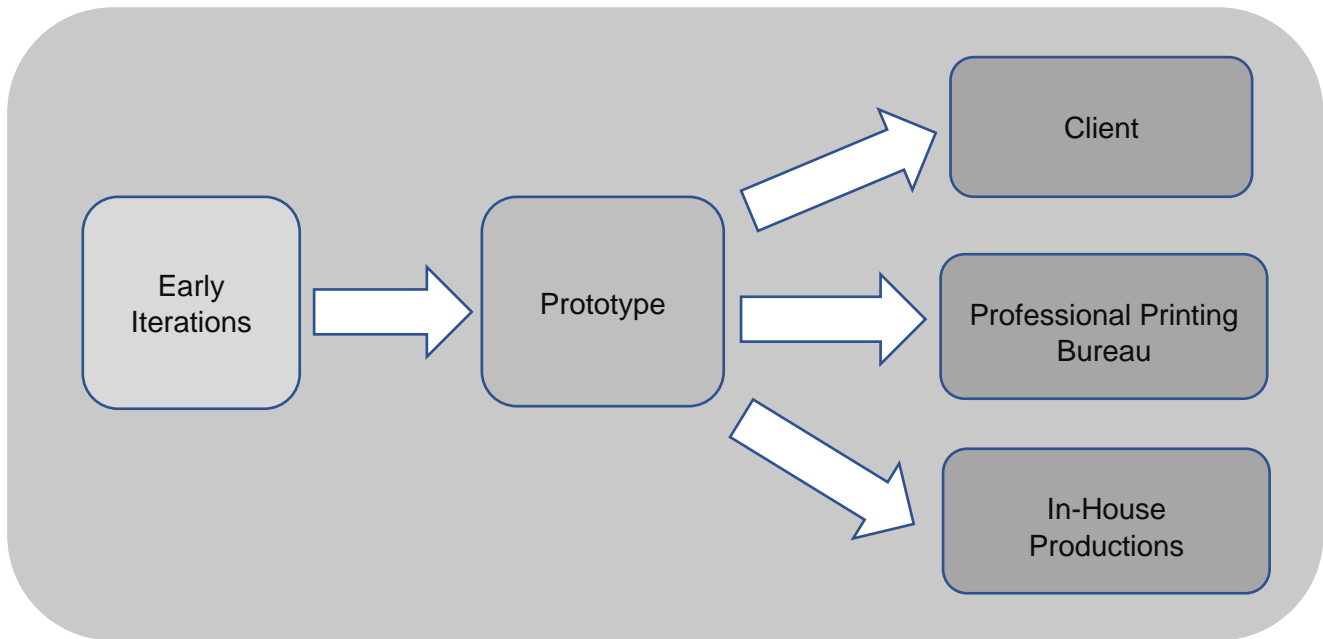 Early
Iterations
Prototype
Client
Professional Printing
Bureau
In-House
Productions